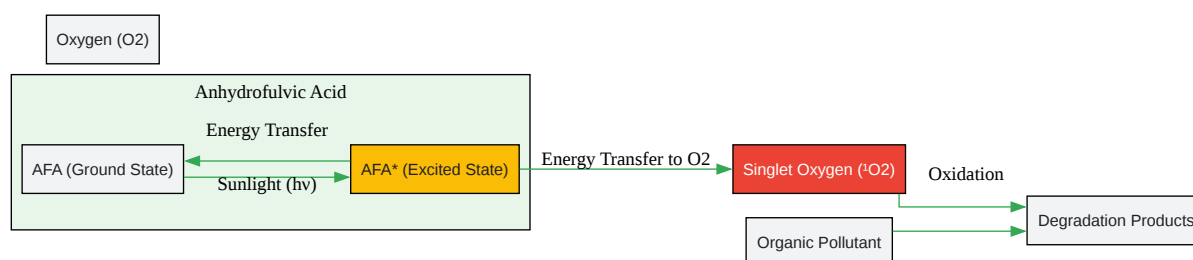 Oxygen (O2)
Anhydrofulvic Acid
Energy Transfer
AFA (Ground State)
Sunlight (hν)
AFA* (Excited State)
Energy Transfer to O2
Singlet Oxygen (¹O2)
Oxidation
Organic Pollutant
Degradation Products